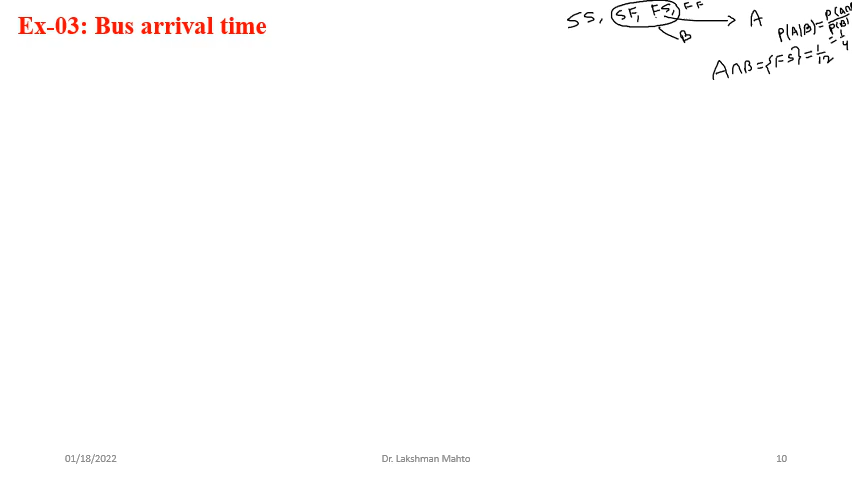 Ex-03: Bus arrival time
SS, SF, FS, FF → A
B
P(A|B) = P(A∩
P(B)
= 1/4
A∩B = {FS} = 1/12
01/18/2022
Dr. Lakshman Mahto
10